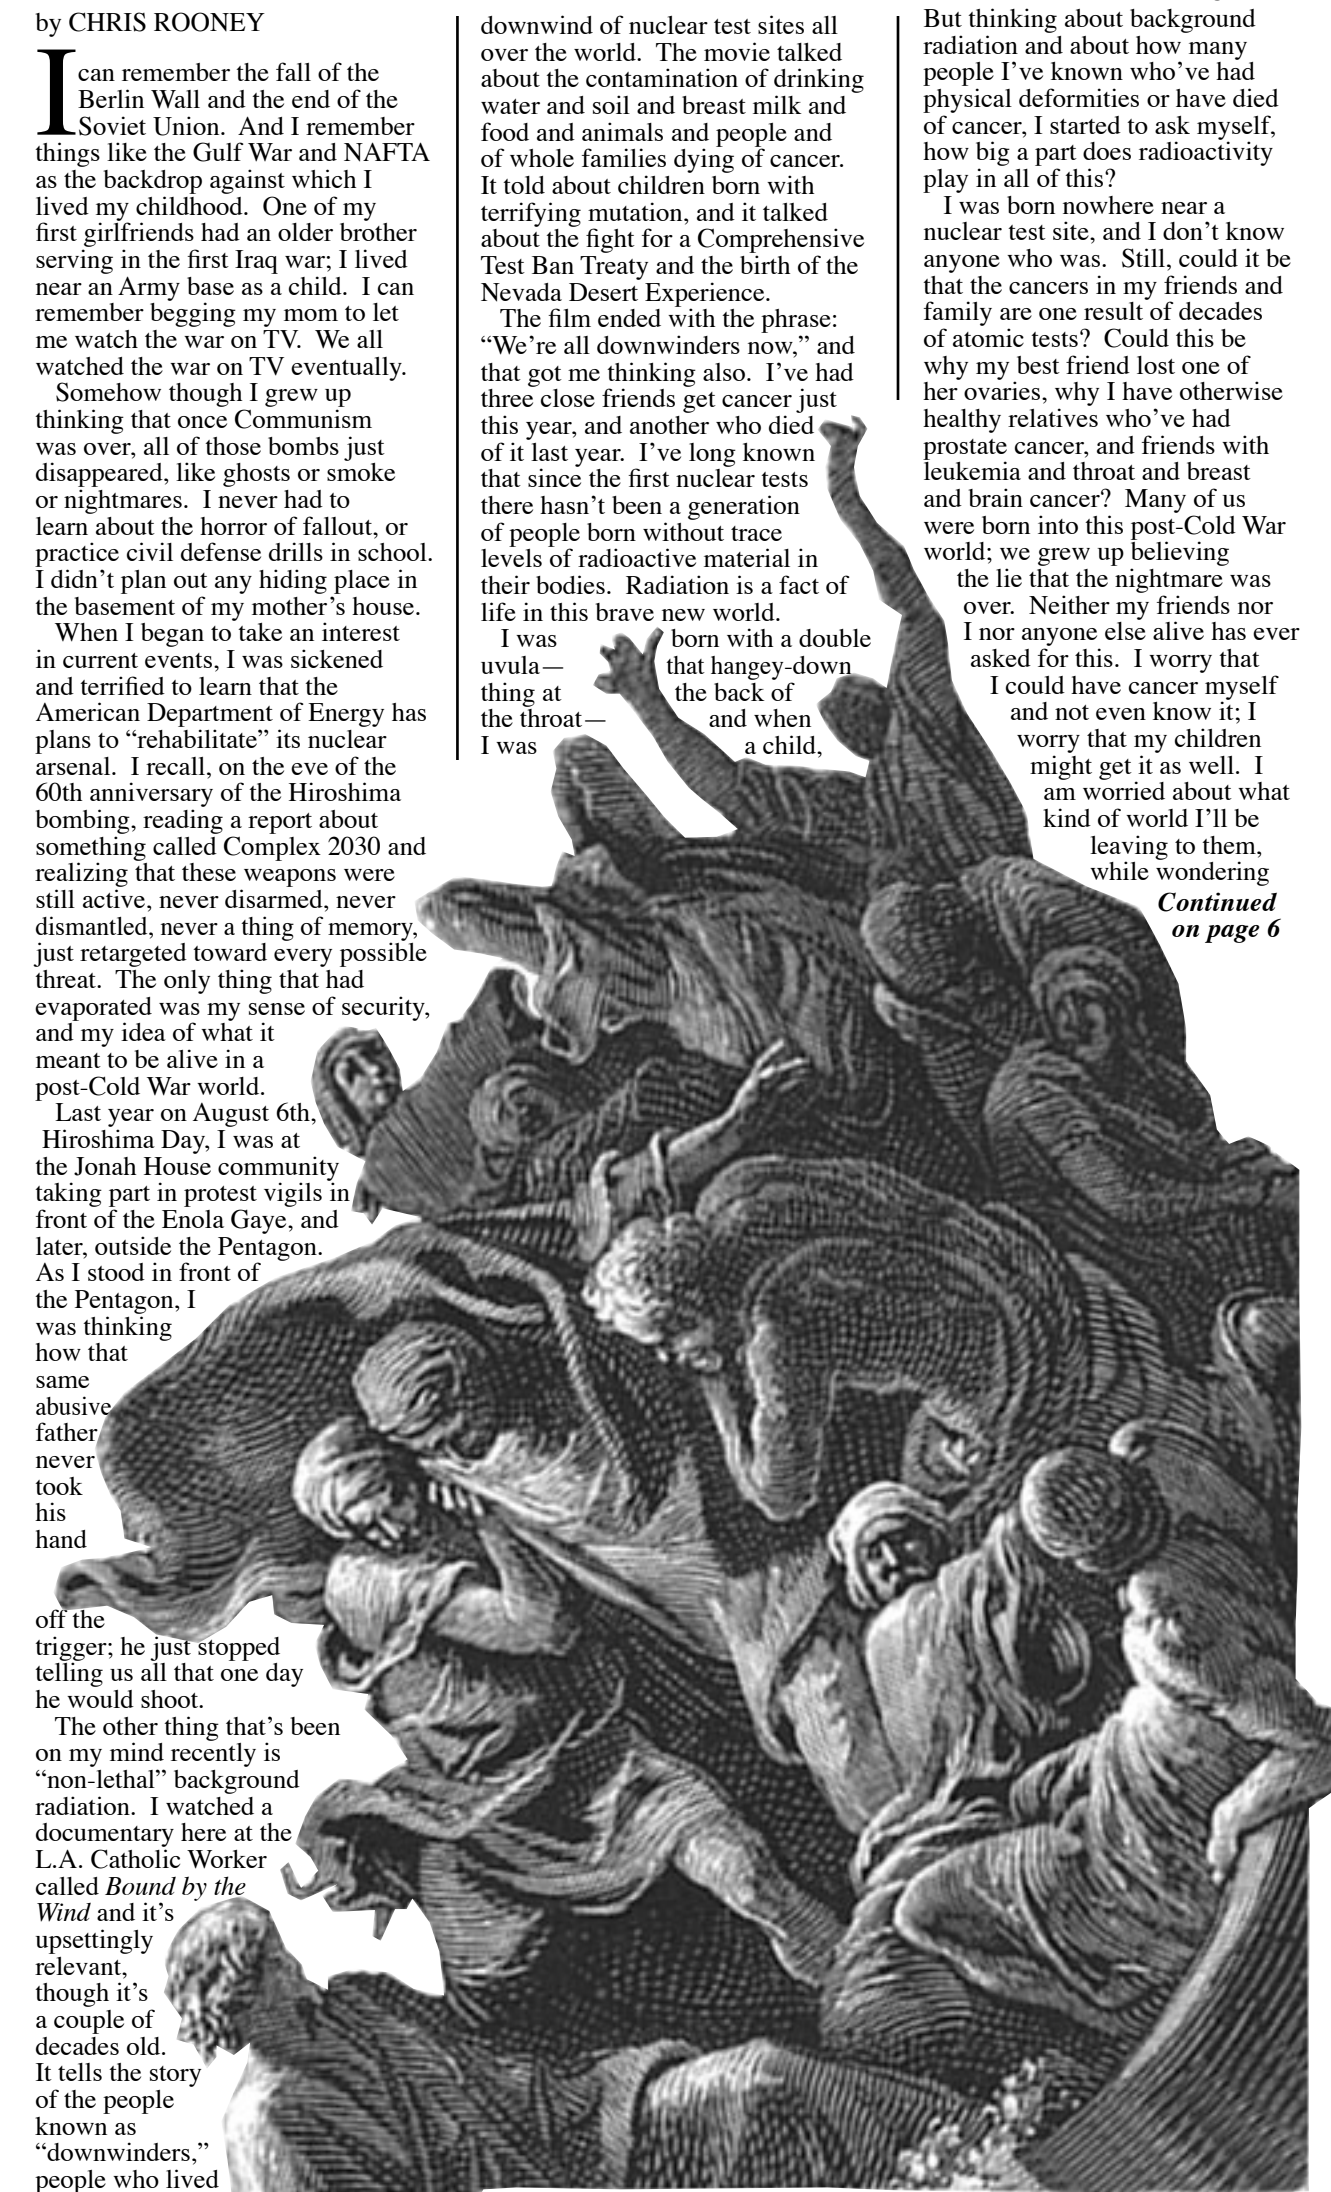 by CHRIS ROONEY
I can remember the fall of the
Berlin Wall and the end of the
Soviet Union. And I remember
things like the Gulf War and NAFTA
as the backdrop against which I
lived my childhood. One of my
first girlfriends had an older brother
serving in the first Iraq war; I lived
near an Army base as a child. I can
remember begging my mom to let
me watch the war on TV. We all
watched the war on TV eventually.
Somehow though I grew up
thinking that once Communism
was over, all of those bombs just
disappeared, like ghosts or smoke
or nightmares. I never had to
learn about the horror of fallout, or
practice civil defense drills in school.
I didn’t plan out any hiding place in
the basement of my mother’s house.
When I began to take an interest
in current events, I was sickened
and terrified to learn that the
American Department of Energy has
plans to “rehabilitate” its nuclear
arsenal. I recall, on the eve of the
60th anniversary of the Hiroshima
bombing, reading a report about
something called Complex 2030 and
realizing that these weapons were
still active, never disarmed, never
dismantled, never a thing of memory,
just retargeted toward every possible
threat. The only thing that had
evaporated was my sense of security,
and my idea of what it
meant to be alive in a
post-Cold War world.
Last year on August 6th,
Hiroshima Day, I was at
the Jonah House community
taking part in protest vigils in
front of the Enola Gaye, and
later, outside the Pentagon.
As I stood in front of
the Pentagon, I
was thinking
how that
same
abusive
father
never
took
his
hand
off the
trigger; he just stopped
telling us all that one day
he would shoot.
The other thing that’s been
on my mind recently is
“non-lethal” background
radiation. I watched a
documentary here at the
L.A. Catholic Worker
called Bound by the
Wind and it’s
upsettingly
relevant,
though it’s
a couple of
decades old.
It tells the story
of the people
known as
“downwinders,”
people who lived
downwind of nuclear test sites all
over the world. The movie talked
about the contamination of drinking
water and soil and breast milk and
food and animals and people and
of whole families dying of cancer.
It told about children born with
terrifying mutation, and it talked
about the fight for a Comprehensive
Test Ban Treaty and the birth of the
Nevada Desert Experience.
The film ended with the phrase:
“We’re all downwinders now,” and
that got me thinking also. I’ve had
three close friends get cancer just
this year, and another who died
of it last year. I’ve long known
that since the first nuclear tests
there hasn’t been a generation
of people born without trace
levels of radioactive material in
their bodies. Radiation is a fact of
life in this brave new world.
I was born with a double
uvula— that hangey-down
thing at the back of
the throat— and when
I was a child,
But thinking about background
radiation and about how many
people I’ve known who’ve had
physical deformities or have died
of cancer, I started to ask myself,
how big a part does radioactivity
play in all of this?
I was born nowhere near a
nuclear test site, and I don’t know
anyone who was. Still, could it be
that the cancers in my friends and
family are one result of decades
of atomic tests? Could this be
why my best friend lost one of
her ovaries, why I have otherwise
healthy relatives who’ve had
prostate cancer, and friends with
leukemia and throat and breast
and brain cancer? Many of us
were born into this post-Cold War
world; we grew up believing
the lie that the nightmare was
over. Neither my friends nor
I nor anyone else alive has ever
asked for this. I worry that
I could have cancer myself
and not even know it; I
worry that my children
might get it as well. I
am worried about what
kind of world I’ll be
leaving to them,
while wondering
Continued
on page 6